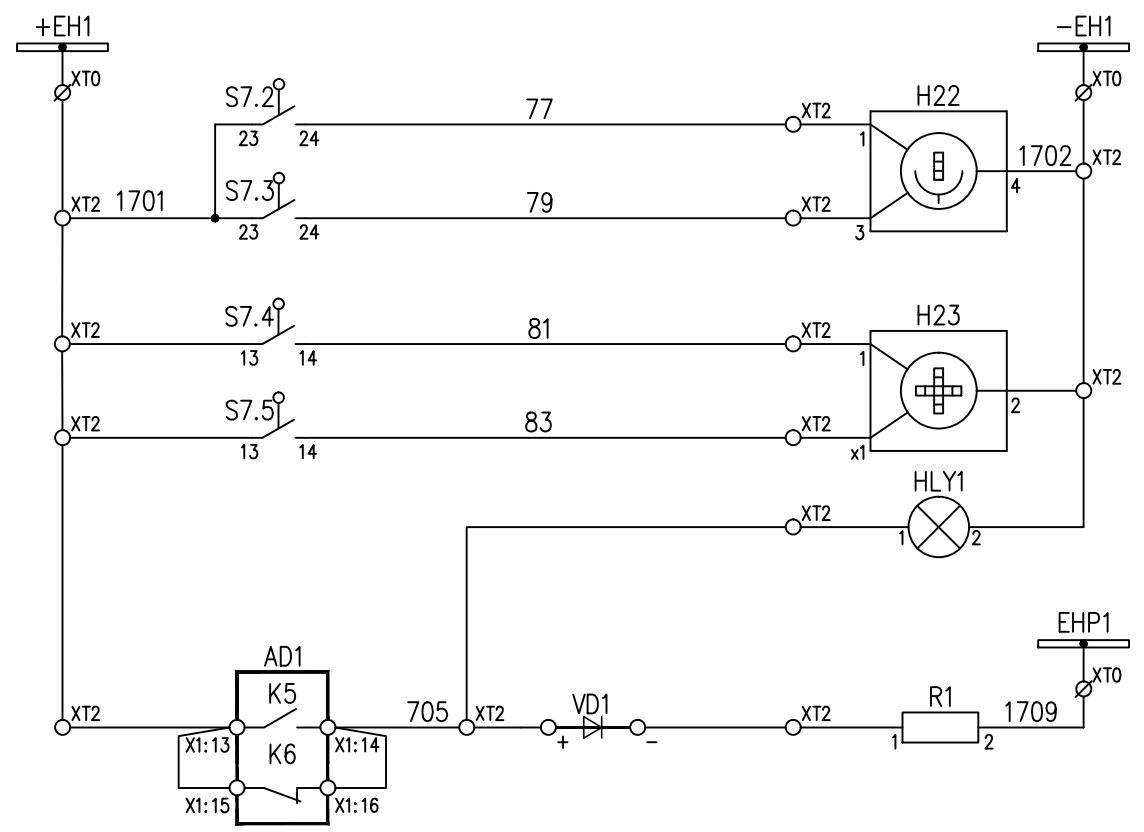 +EH1
−EH1
XT0
XT0
S7.2
77
XT2
H22
23
24
1
1702
XT2
4
XT2
1701
S7.3
79
XT2
23
24
3
XT2
S7.4
81
XT2
H23
13
14
1
XT2
2
XT2
S7.5
83
XT2
13
14
x1
HLY1
XT2
1
2
EHP1
XT0
AD1
K5
XT2
705
XT2
VD1
XT2
R1
1709
X1:13
X1:14
+
−
1
2
K6
X1:15
X1:16